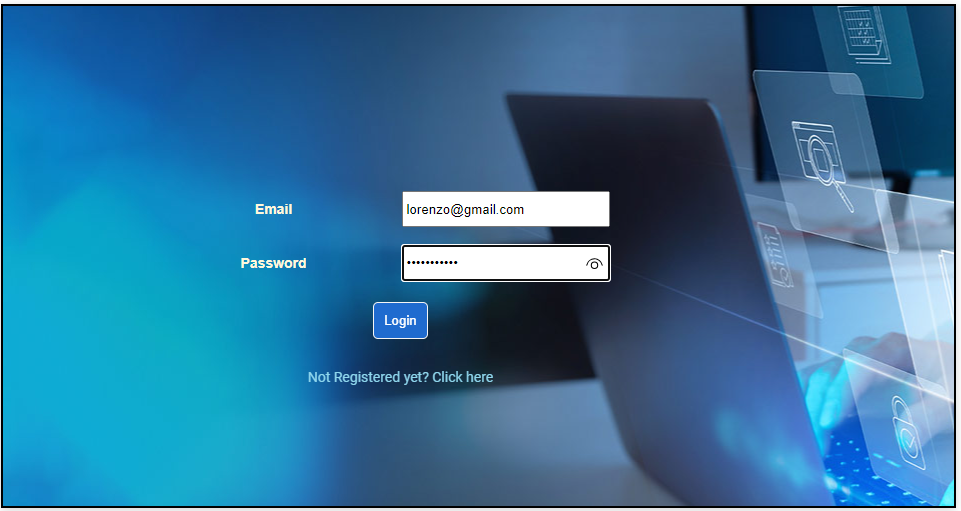 Email lorenzo@gmail.com
Password •••••••••••
Login
Not Registered yet? Click here